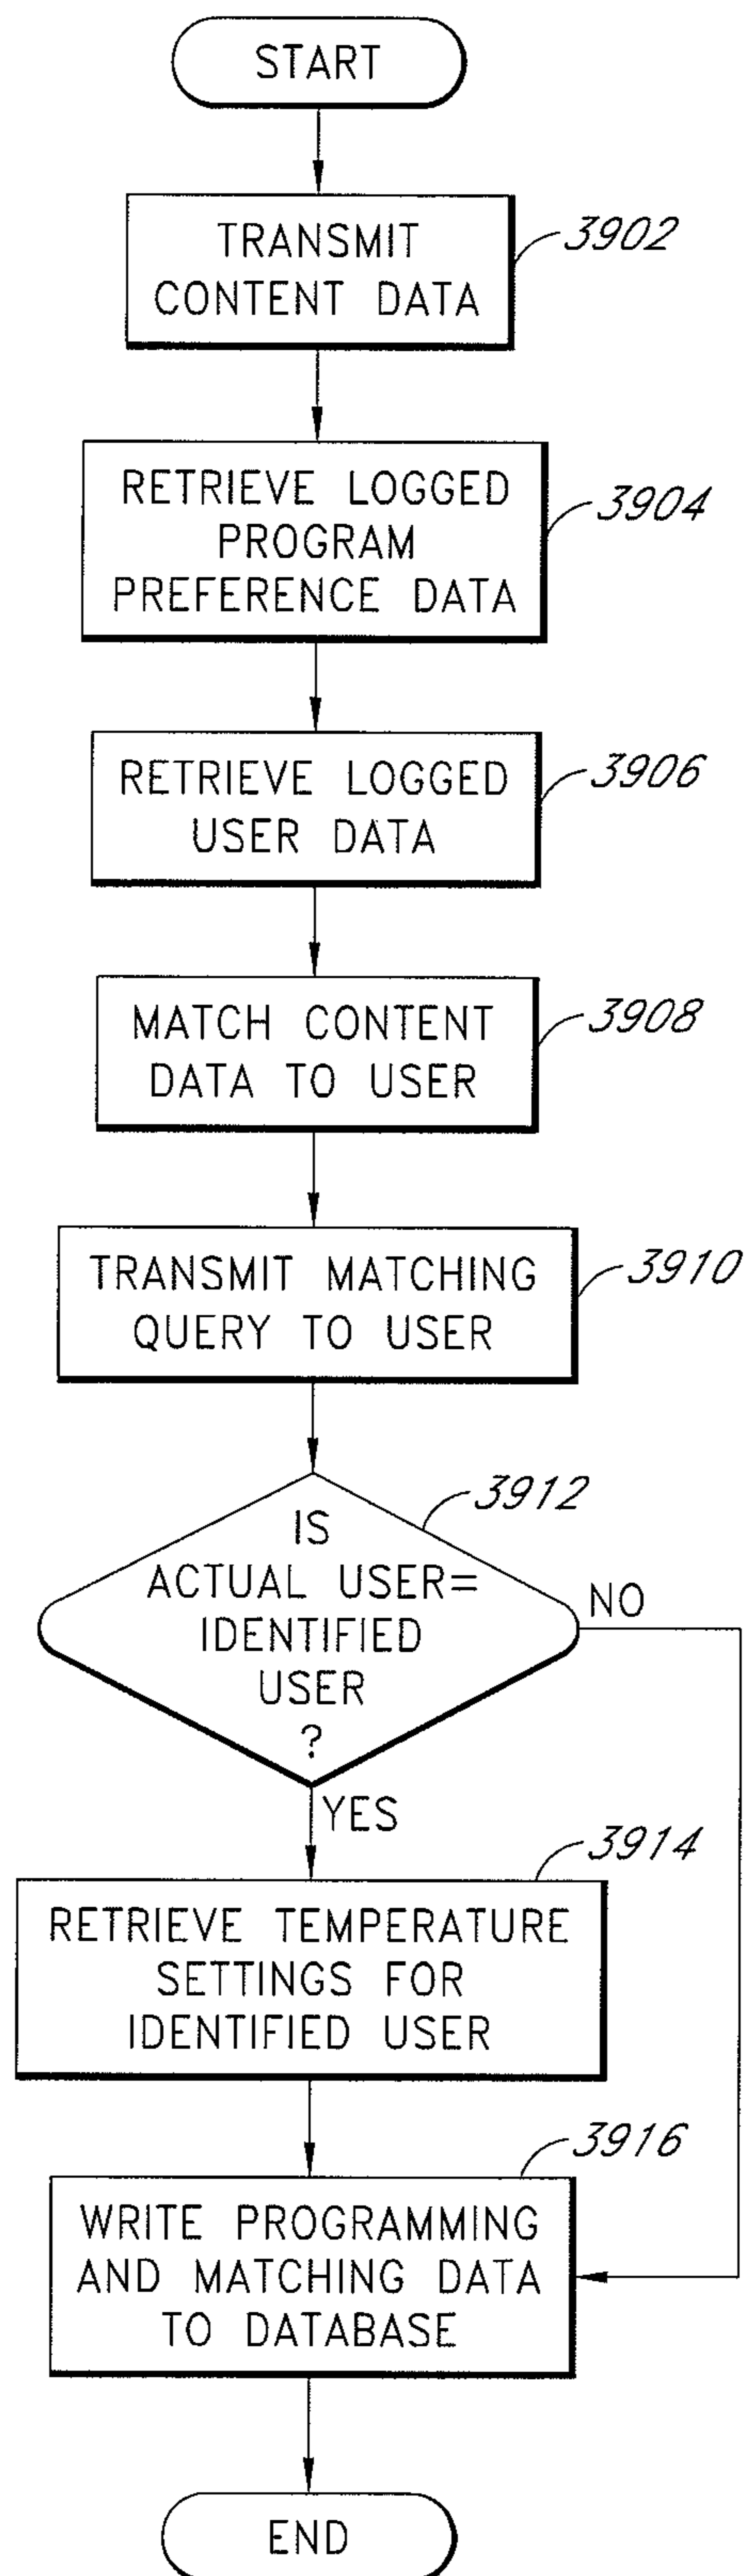 START
TRANSMIT
CONTENT DATA
3902
RETRIEVE LOGGED
PROGRAM
PREFERENCE DATA
3904
RETRIEVE LOGGED
USER DATA
3906
MATCH CONTENT
DATA TO USER
3908
TRANSMIT MATCHING
QUERY TO USER
3910
IS
ACTUAL USER=
IDENTIFIED
USER
?
3912
NO
YES
RETRIEVE TEMPERATURE
SETTINGS FOR
IDENTIFIED USER
3914
WRITE PROGRAMMING
AND MATCHING DATA
TO DATABASE
3916
END